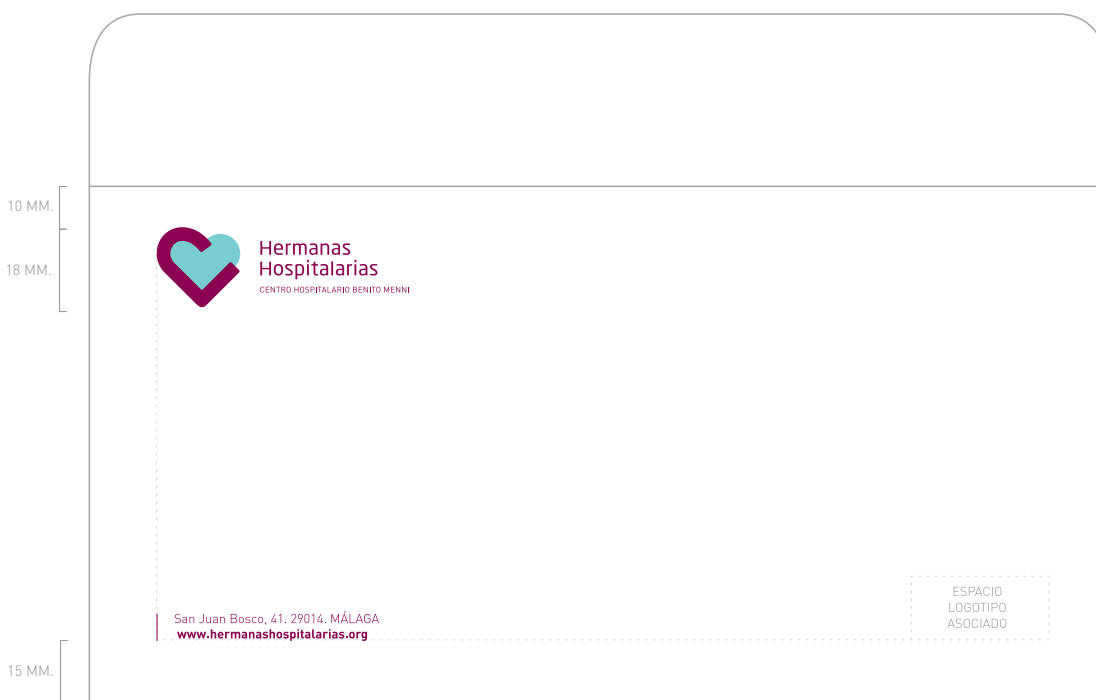 10 MM.
18 MM.
Hermanas
Hospitalarias
CENTRO HOSPITALARIO BENITO MENNI
ESPACIO
LOGOTIPO
ASOCIADO
San Juan Bosco, 41. 29014. MÁLAGA
www.hermanashospitalarias.org
15 MM.